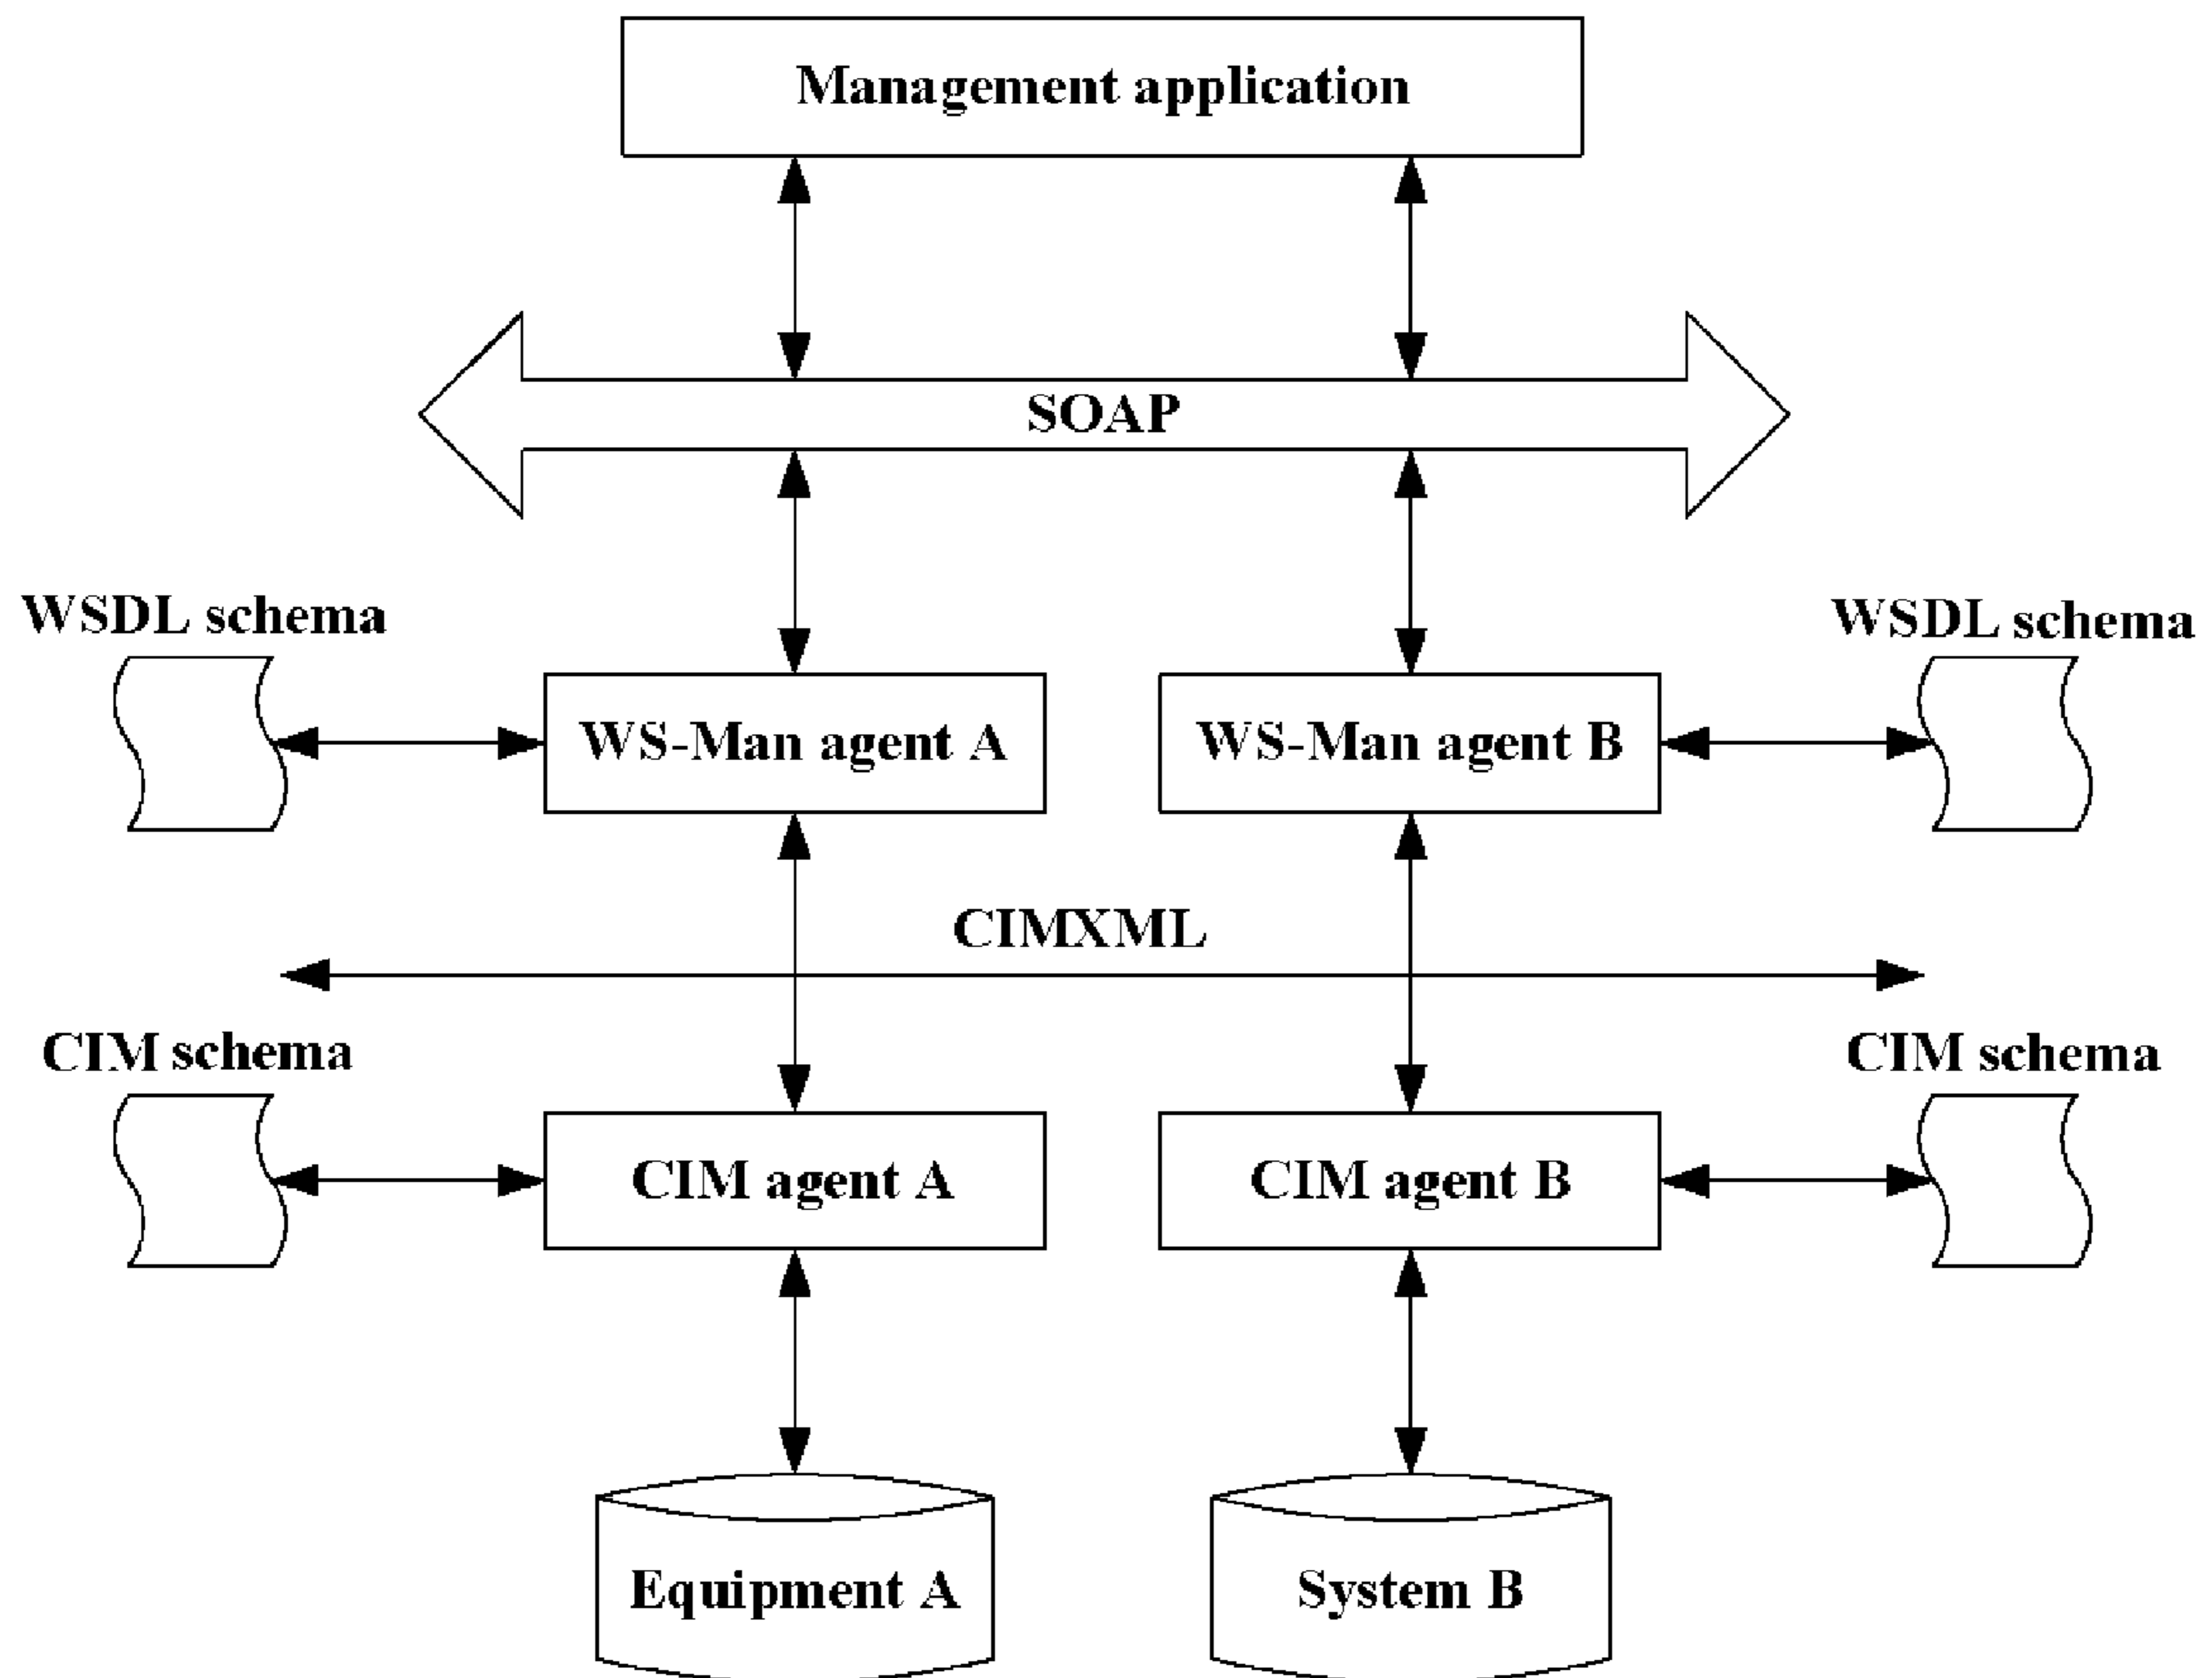 Management application
SOAP
WSDL schema
WSDL schema
WS-Man agent A
WS-Man agent B
CIMXML
CIM schema
CIM schema
CIM agent A
CIM agent B
Equipment A
System B